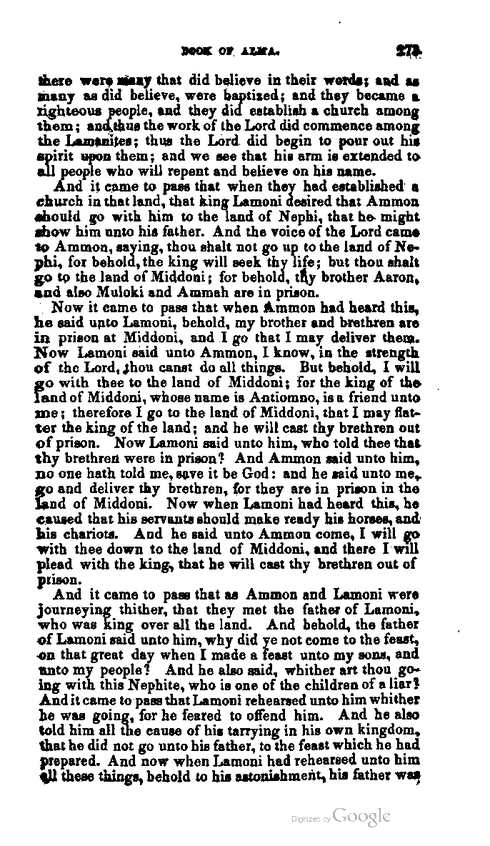 BOOK OF ALMA. 273
there were many that did believe in their words; and as
many as did believe, were baptized; and they became a
righteous people, and they did establish a church among
them; and thus the work of the Lord did commence among
the Lamanites; thus the Lord did begin to pour out his
spirit upon them; and we see that his arm is extended to
all people who will repent and believe on his name.
And it came to pass that when they had established a
church in that land, that king Lamoni desired that Ammon
should go with him to the land of Nephi, that he might
show him unto his father. And the voice of the Lord came
to Ammon, saying, thou shalt not go up to the land of Ne-
phi, for behold, the king will seek thy life; but thou shalt
go to the land of Middoni; for behold, thy brother Aaron,
and also Muloki and Ammah are in prison.
Now it came to pass that when Ammon had heard this,
he said unto Lamoni, behold, my brother and brethren are
in prison at Middoni, and I go that I may deliver them.
Now Lamoni said unto Ammon, I know, in the strength
of the Lord, thou canst do all things. But behold, I will
go with thee to the land of Middoni; for the king of the
land of Middoni, whose name is Antiomno, is a friend unto
me; therefore I go to the land of Middoni, that I may flat-
ter the king of the land; and he will cast thy brethren out
of prison. Now Lamoni said unto him, who told thee that
thy brethren were in prison? And Ammon said unto him,
no one hath told me, save it be God: and he said unto me,
go and deliver thy brethren, for they are in prison in the
land of Middoni. Now when Lamoni had heard this, he
caused that his servants should make ready his horses, and
his chariots. And he said unto Ammon come, I will go
with thee down to the land of Middoni, and there I will
plead with the king, that he will cast thy brethren out of
prison.
And it came to pass that as Ammon and Lamoni were
journeying thither, that they met the father of Lamoni,
who was king over all the land. And behold, the father
of Lamoni said unto him, why did ye not come to the feast,
on that great day when I made a feast unto my sons, and
unto my people? And he also said, whither art thou go-
ing with this Nephite, who is one of the children of a liar?
And it came to pass that Lamoni rehearsed unto him whither
he was going, for he feared to offend him. And he also
told him all the cause of his tarrying in his own kingdom,
that he did not go unto his father, to the feast which he had
prepared. And now when Lamoni had rehearsed unto him
all these things, behold to his astonishment, his father was
Digitized by Google